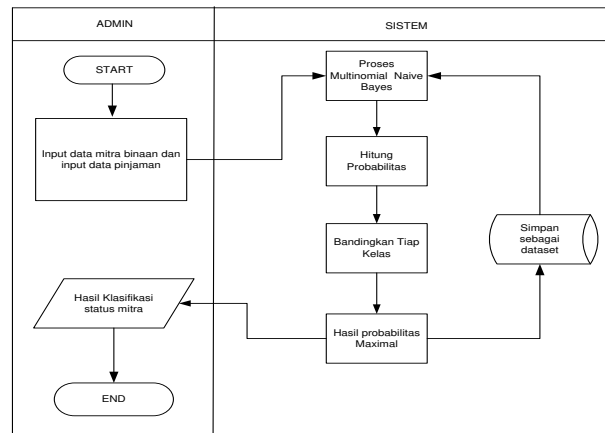 ADMIN
SISTEM
START
Input data mitra binaan dan
input data pinjaman
Proses
Multinomial Naive
Bayes
Hitung
Probabilitas
Bandingkan Tiap
Kelas
Hasil probabilitas
Maximal
Simpan
sebagai
dataset
Hasil Klasifikasi
status mitra
END